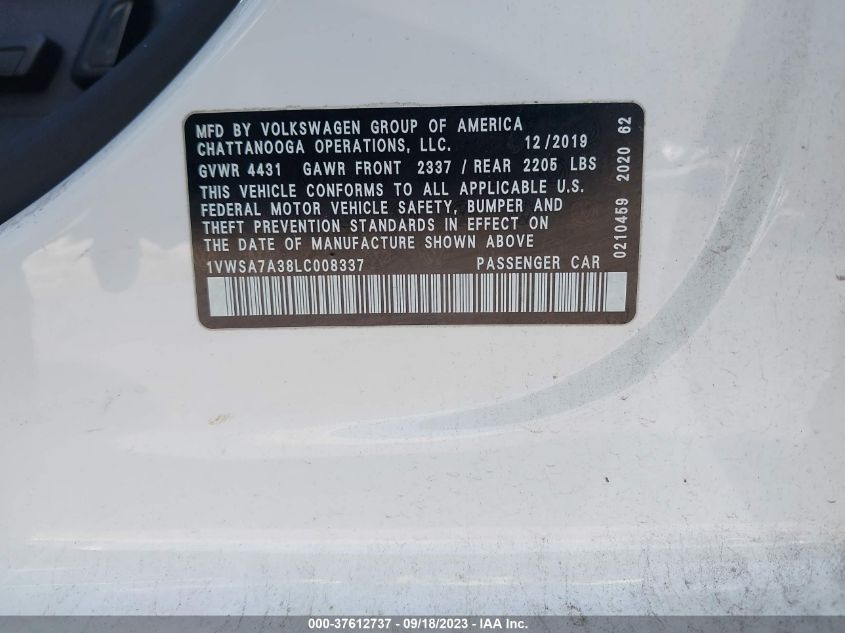 MFD BY VOLKSWAGEN GROUP OF AMERICA
CHATTANOOGA OPERATIONS, LLC. 12/2019
GVWR 4431 GAWR FRONT 2337 / REAR 2205 LBS
THIS VEHICLE CONFORMS TO ALL APPLICABLE U.S.
FEDERAL MOTOR VEHICLE SAFETY, BUMPER AND
THEFT PREVENTION STANDARDS IN EFFECT ON
THE DATE OF MANUFACTURE SHOWN ABOVE
1VWSA7A38LC008337 PASSENGER CAR
0210459 2020 62
000-37612737 - 09/18/2023 - IAA Inc.